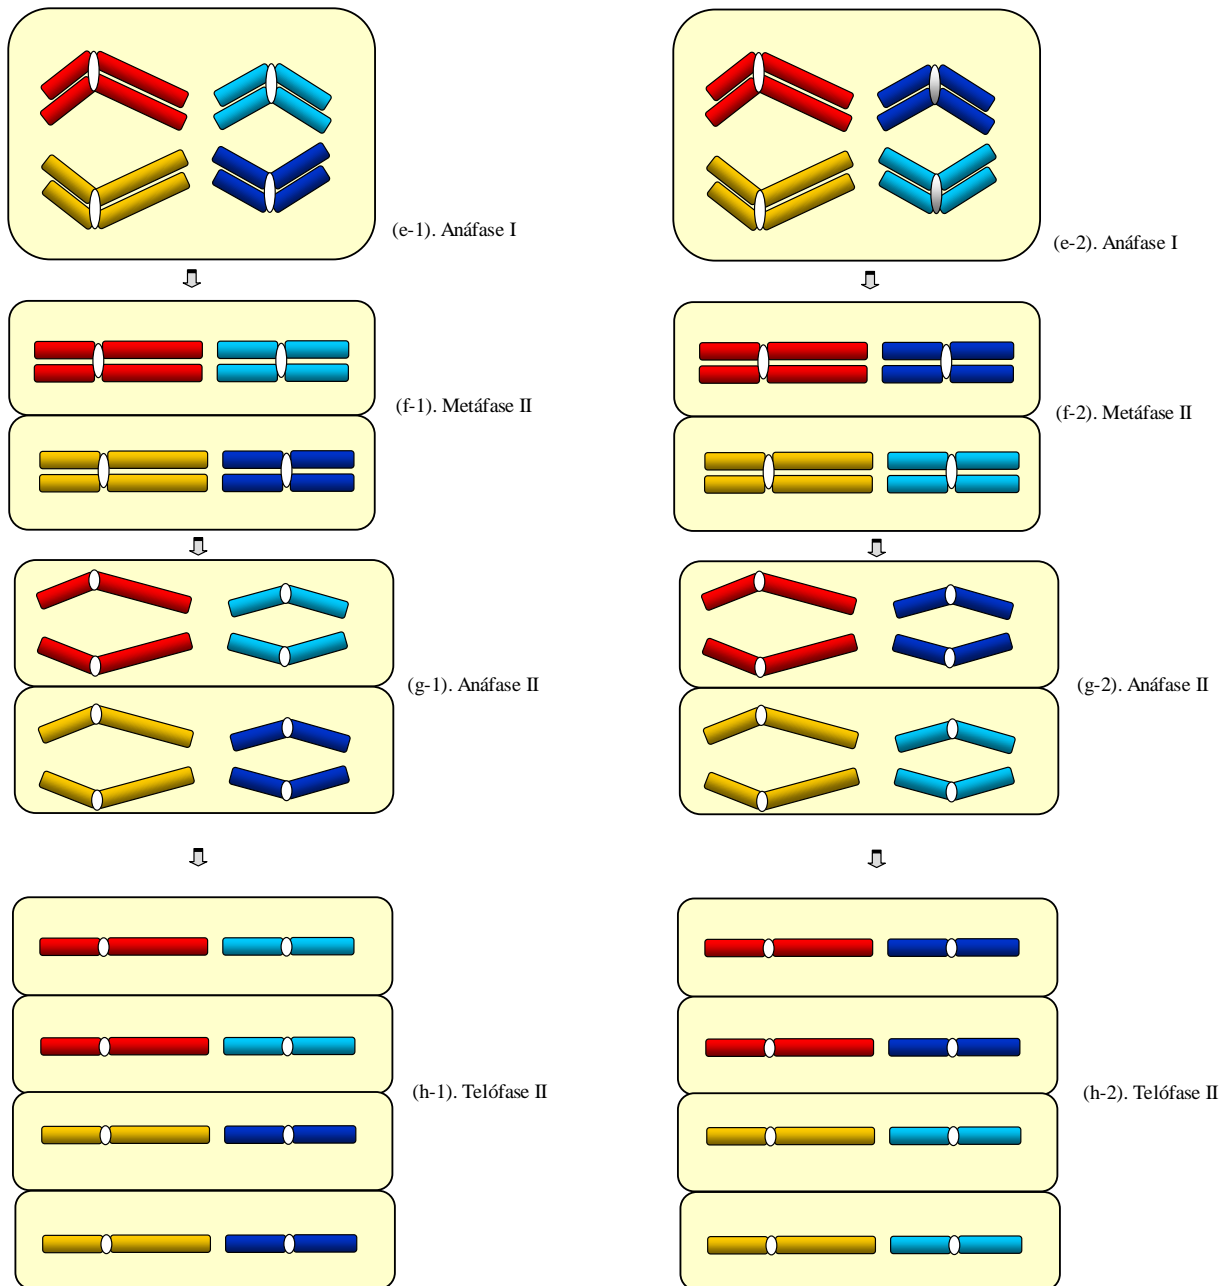 (e-1). Anáfase I
(e-2). Anáfase I
(f-1). Metáfase II
(f-2). Metáfase II
(g-1). Anáfase II
(g-2). Anáfase II
(h-1). Telófase II
(h-2). Telófase II